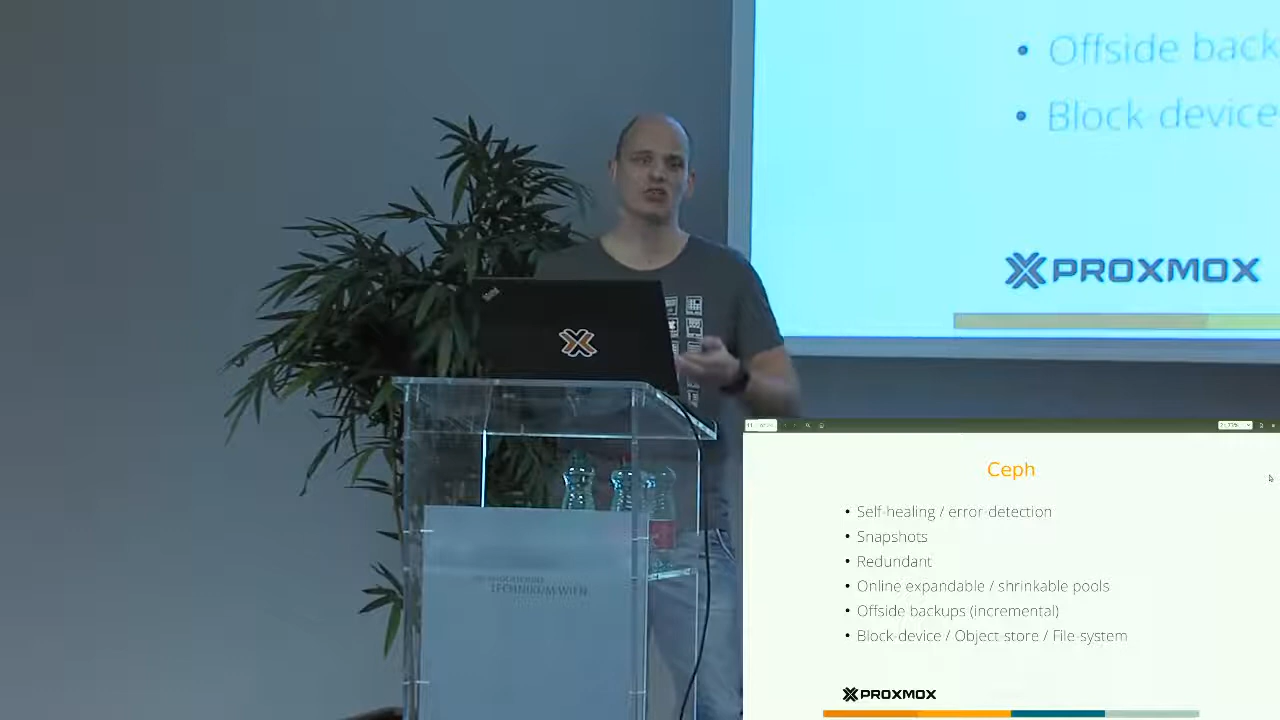 Offside back
Block-device
PROXMOX
TECHNIKUM WIEN
Ceph
• Self-healing / error-detection
• Snapshots
• Redundant
• Online expandable / shrinkable pools
• Offside backups (incremental)
• Block-device / Object store / File-system
PROXMOX